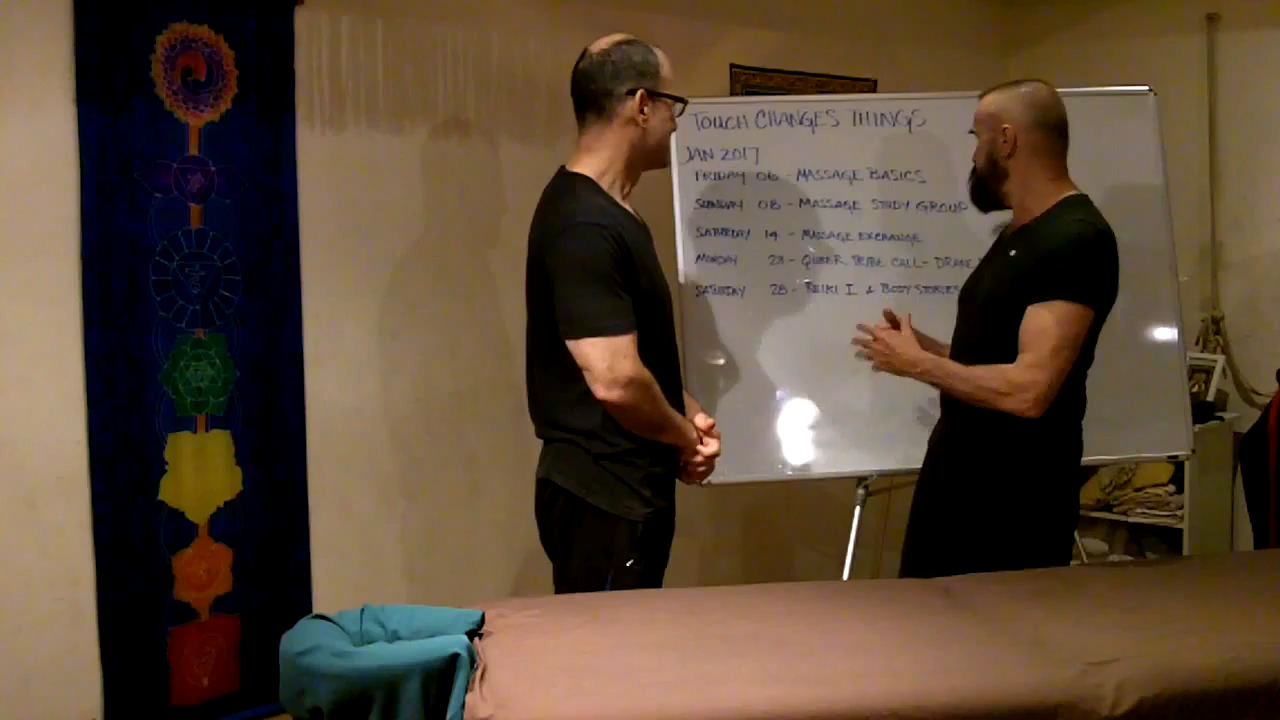 TOUCH CHANGES THINGS
JAN 2017
FRIDAY 06 - MASSAGE BASICS
SUNDAY 08 - MASSAGE STUDY GROUP
SATURDAY 14 - MASSAGE EXCHANGE
MONDAY 23 - QUEER TRIBE CALL - DRAKE
SATURDAY 28 - REIKI I & BODY STORIES